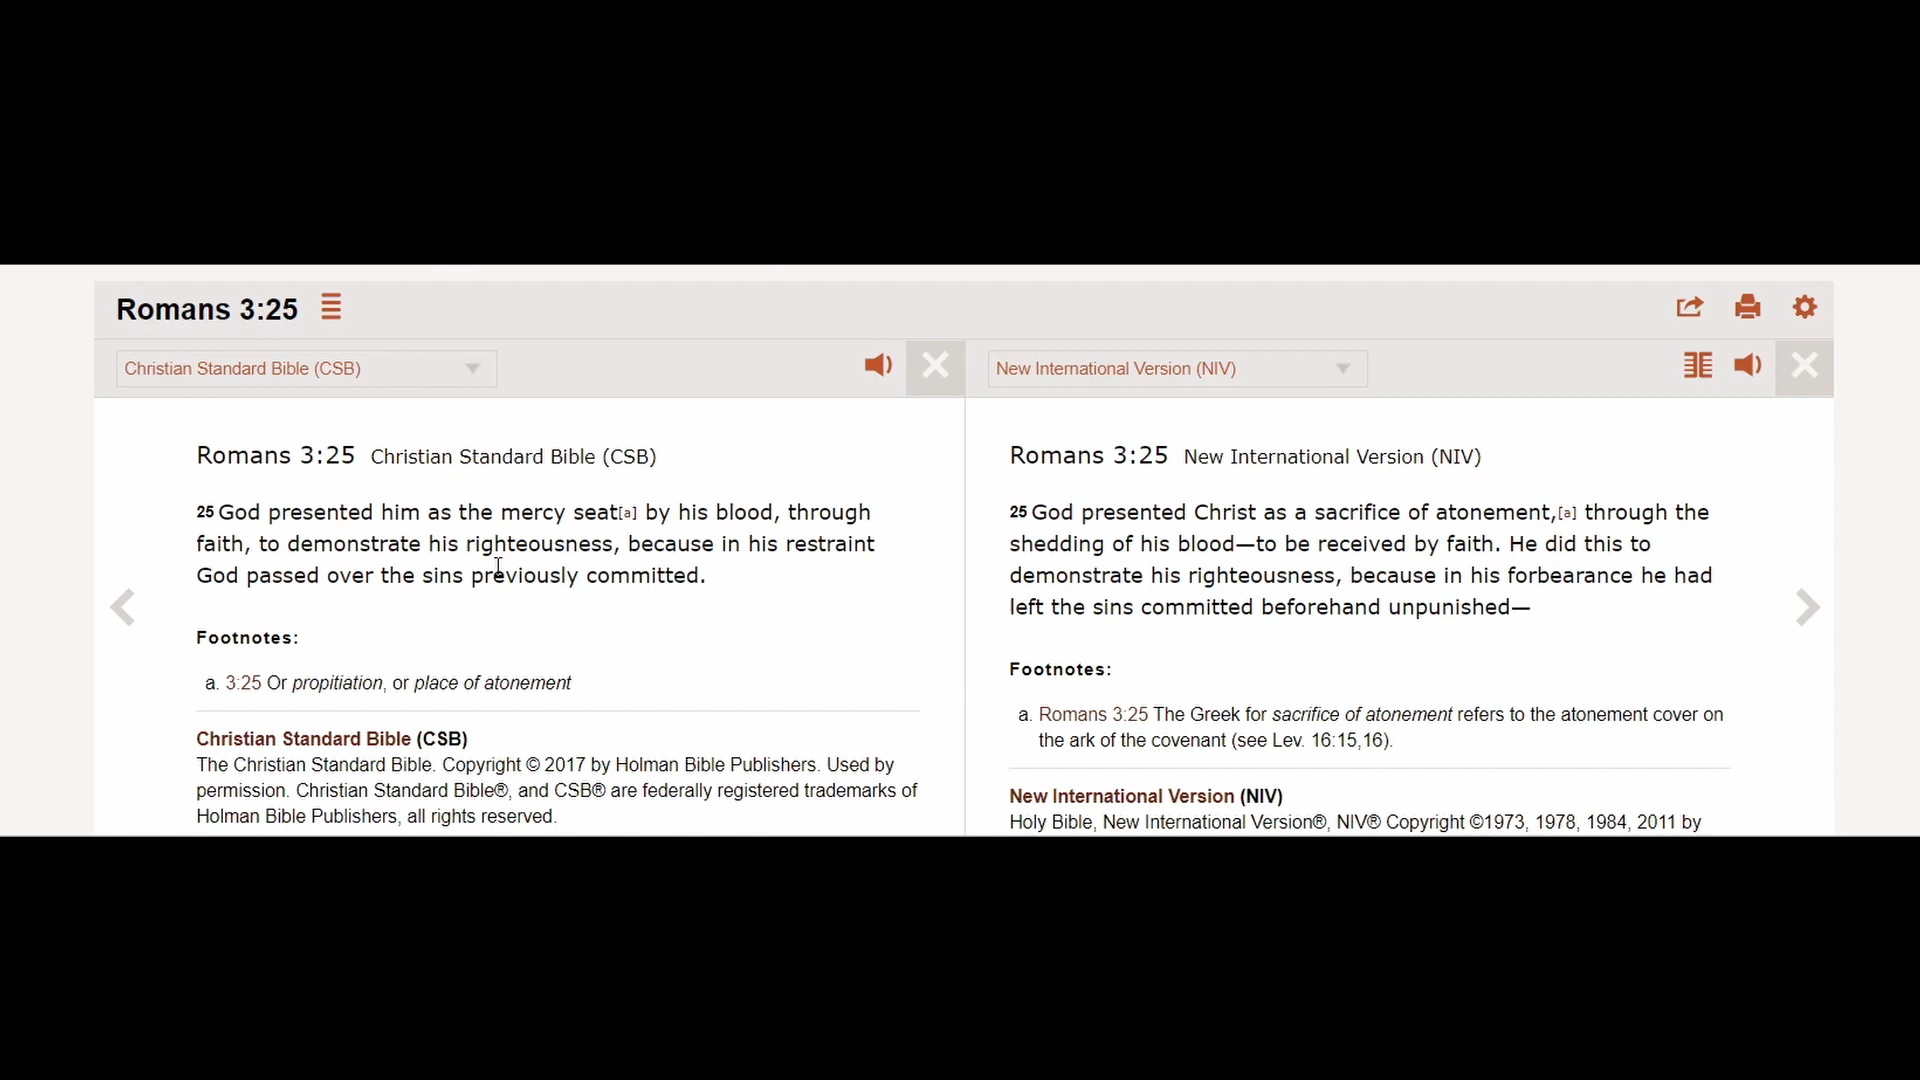 Romans 3:25
Christian Standard Bible (CSB)
New International Version (NIV)
Romans 3:25 Christian Standard Bible (CSB)
25 God presented him as the mercy seat[a] by his blood, through
faith, to demonstrate his righteousness, because in his restraint
God passed over the sins previously committed.
Footnotes:
a. 3:25 Or propitiation, or place of atonement
Christian Standard Bible (CSB)
The Christian Standard Bible. Copyright © 2017 by Holman Bible Publishers. Used by
permission. Christian Standard Bible®, and CSB® are federally registered trademarks of
Holman Bible Publishers, all rights reserved.
Romans 3:25 New International Version (NIV)
25 God presented Christ as a sacrifice of atonement,[a] through the
shedding of his blood—to be received by faith. He did this to
demonstrate his righteousness, because in his forbearance he had
left the sins committed beforehand unpunished—
Footnotes:
a. Romans 3:25 The Greek for sacrifice of atonement refers to the atonement cover on
the ark of the covenant (see Lev. 16:15,16).
New International Version (NIV)
Holy Bible, New International Version®, NIV® Copyright ©1973, 1978, 1984, 2011 by